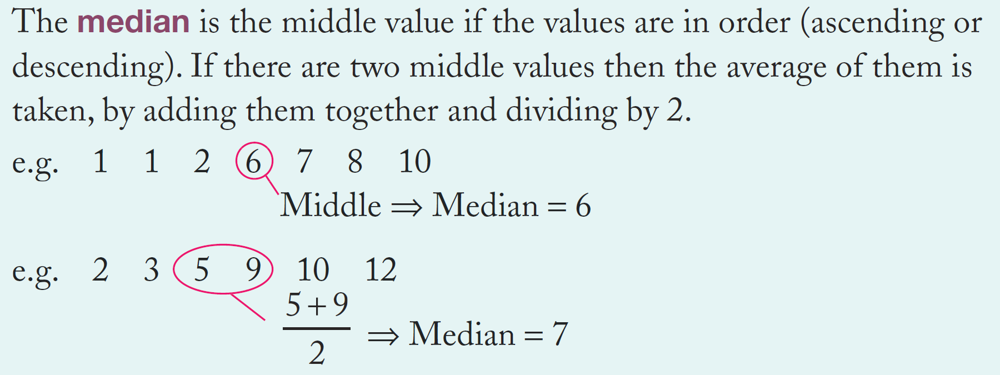 The median is the middle value if the values are in order (ascending or
descending). If there are two middle values then the average of them is
taken, by adding them together and dividing by 2.
e.g. 1 1 2 6 7 8 10
Middle ⇒ Median = 6
e.g. 2 3 5 9 10 12
5 + 9
2
⇒ Median = 7